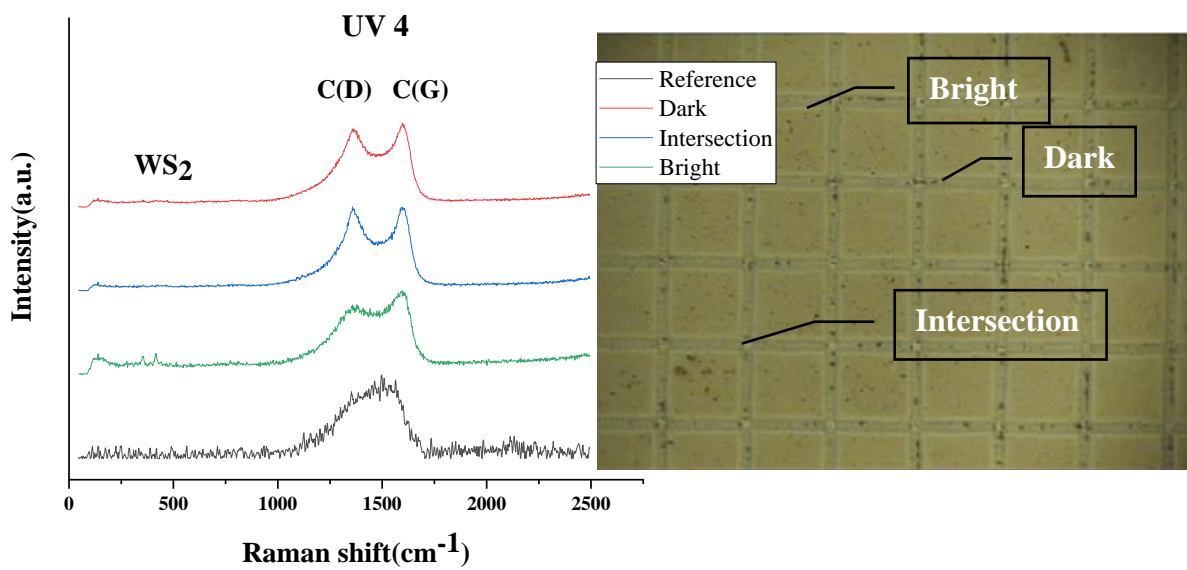 UV 4
C(D) C(G)
WS2
Reference
Dark
Intersection
Bright
Bright
Dark
Intersection
Intensity(a.u.)
0 500 1000 1500 2000 2500
Raman shift(cm-1)